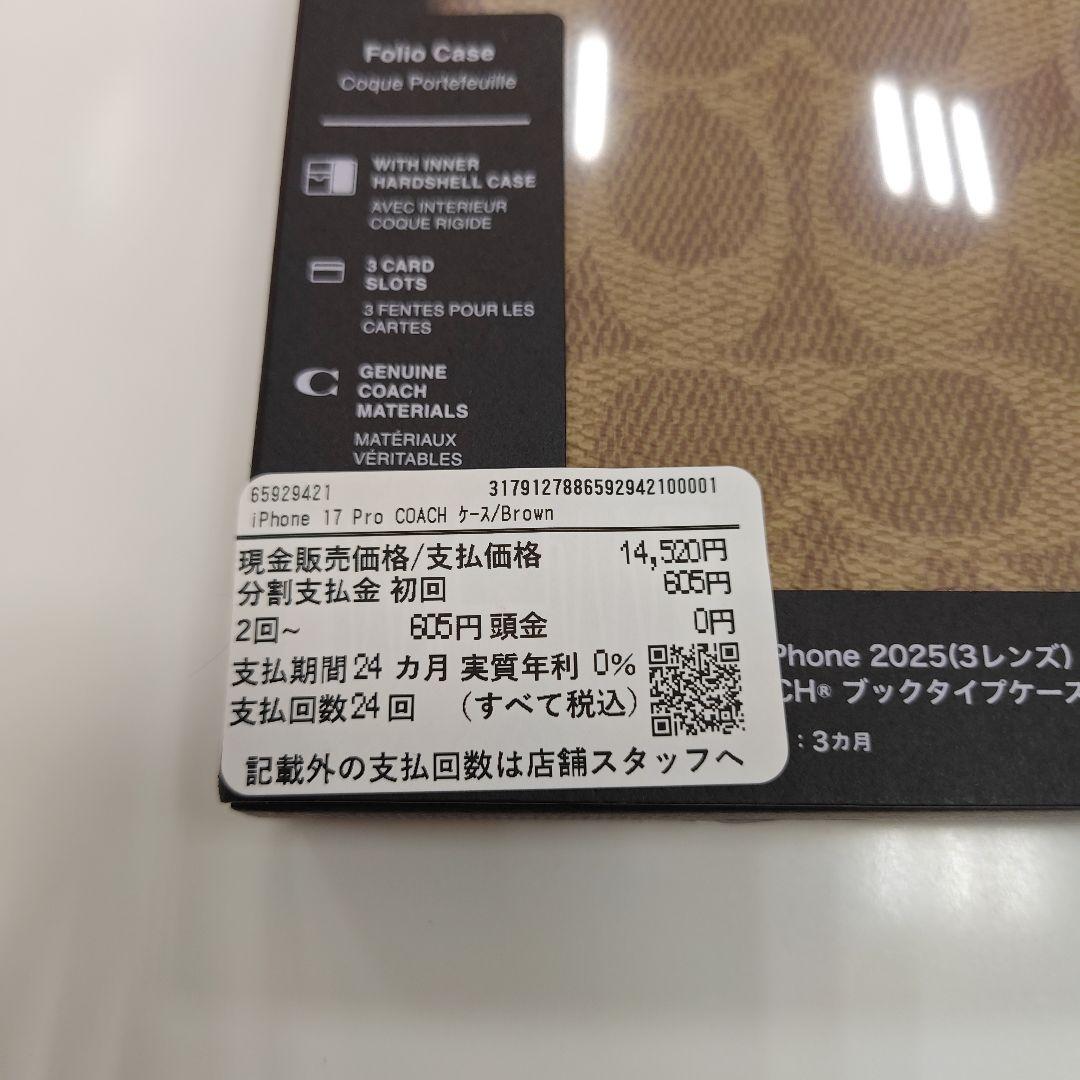 Folio Case
Coque Portefeuille
WITH INNER
HARDSHELL CASE
AVEC INTERIEUR
COQUE RIGIDE
3 CARD
SLOTS
3 FENTES POUR LES
CARTES
GENUINE
COACH
MATERIALS
MATÉRIAUX
VÉRITABLES
65929421 3179127886592942100001
iPhone 17 Pro COACH ケース/Brown
現金販売価格/支払価格 14,520円
分割支払金 初回 605円
2回~ 605円 頭金 0円
支払期間24 カ月 実質年利 0%
支払回数24 回 (すべて税込)
記載外の支払回数は店舗スタッフへ
Phone 2025(3レンズ)
CH® ブックタイプケース
: 3カ月